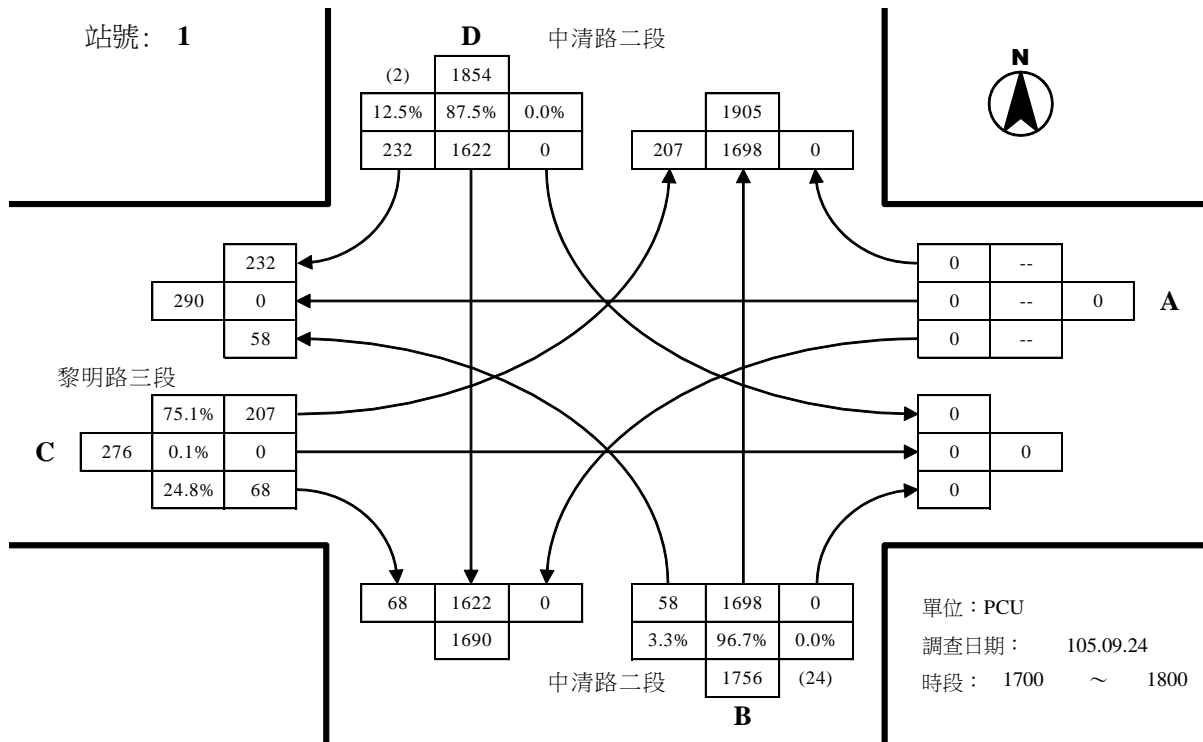 站號: 1
D 中清路二段
N
(2) 1854
12.5% 87.5% 0.0%
232 1622 0
1905
207 1698 0
232
290 0
58
0 --
0 -- 0
0 --
A
黎明路三段
75.1% 207
C 276 0.1% 0
24.8% 68
0
0 0
0
68 1622 0
1690
58 1698 0
3.3% 96.7% 0.0%
中清路二段 1756 (24)
B
單位：PCU
調查日期： 105.09.24
時段： 1700 ～ 1800